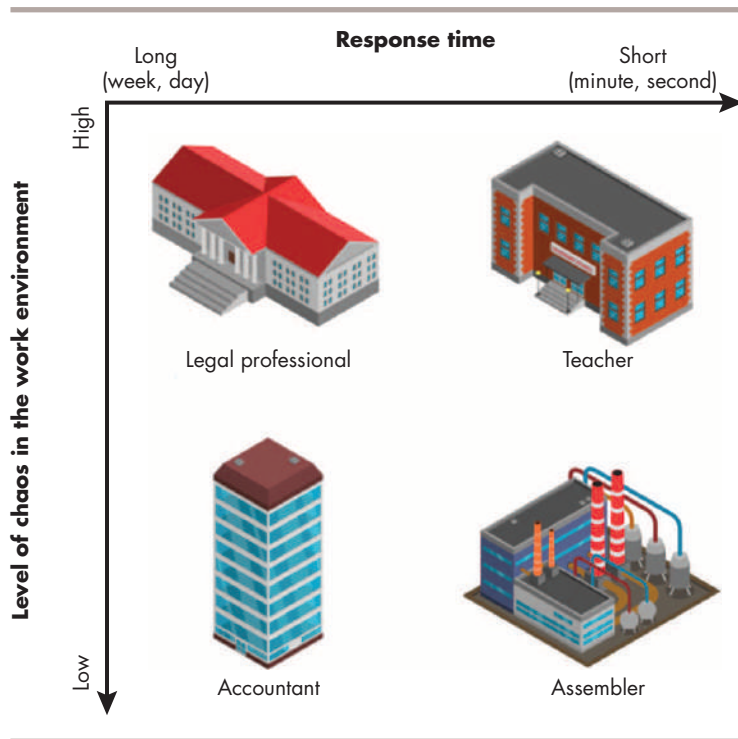 Response time
Long
(week, day)
Short
(minute, second)
High
Level of chaos in the work environment
Legal professional
Teacher
Low
Accountant
Assembler